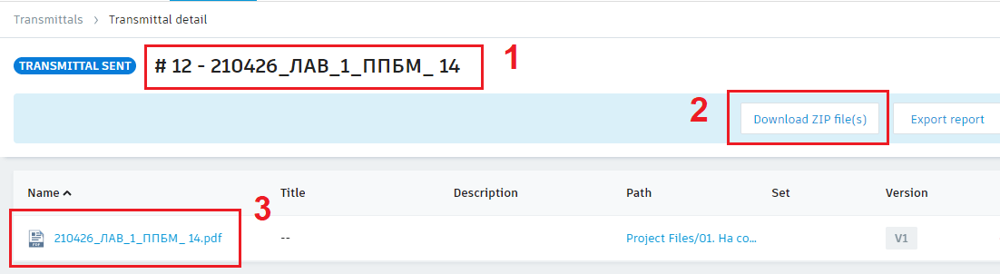 Transmittals > Transmittal detail
TRANSMITTAL SENT # 12 - 210426_ЛАВ_1_ППБМ_ 14 1
2 Download ZIP file(s) Export report
Name Title Description Path Set Version
3
210426_ЛАВ_1_ППБМ_ 14.pdf -- Project Files/01. На со... V1